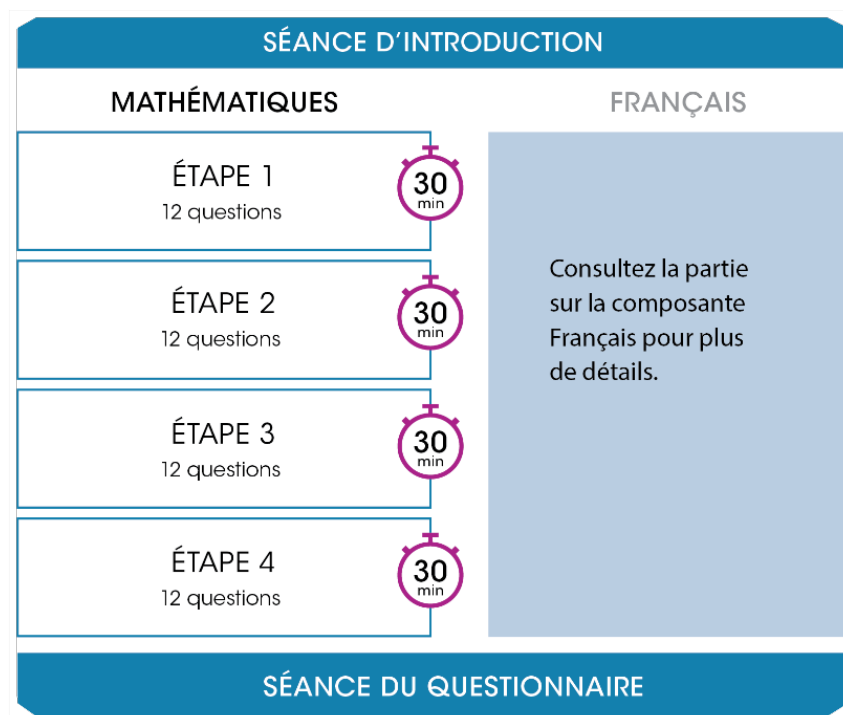 SÉANCE D’INTRODUCTION
MATHÉMATIQUES
ÉTAPE 1
12 questions
30
min
ÉTAPE 2
12 questions
30
min
ÉTAPE 3
12 questions
30
min
ÉTAPE 4
12 questions
30
min
FRANÇAIS
Consultez la partie
sur la composante
Français pour plus
de détails.
SÉANCE DU QUESTIONNAIRE